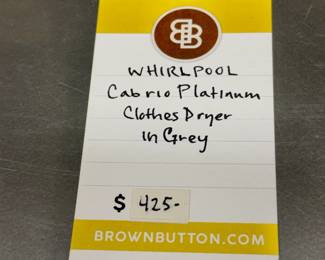 BB
WHIRLPOOL
Cabrio Platinum
Clothes Dryer
in Grey
$ 425-
BROWNBUTTON.COM